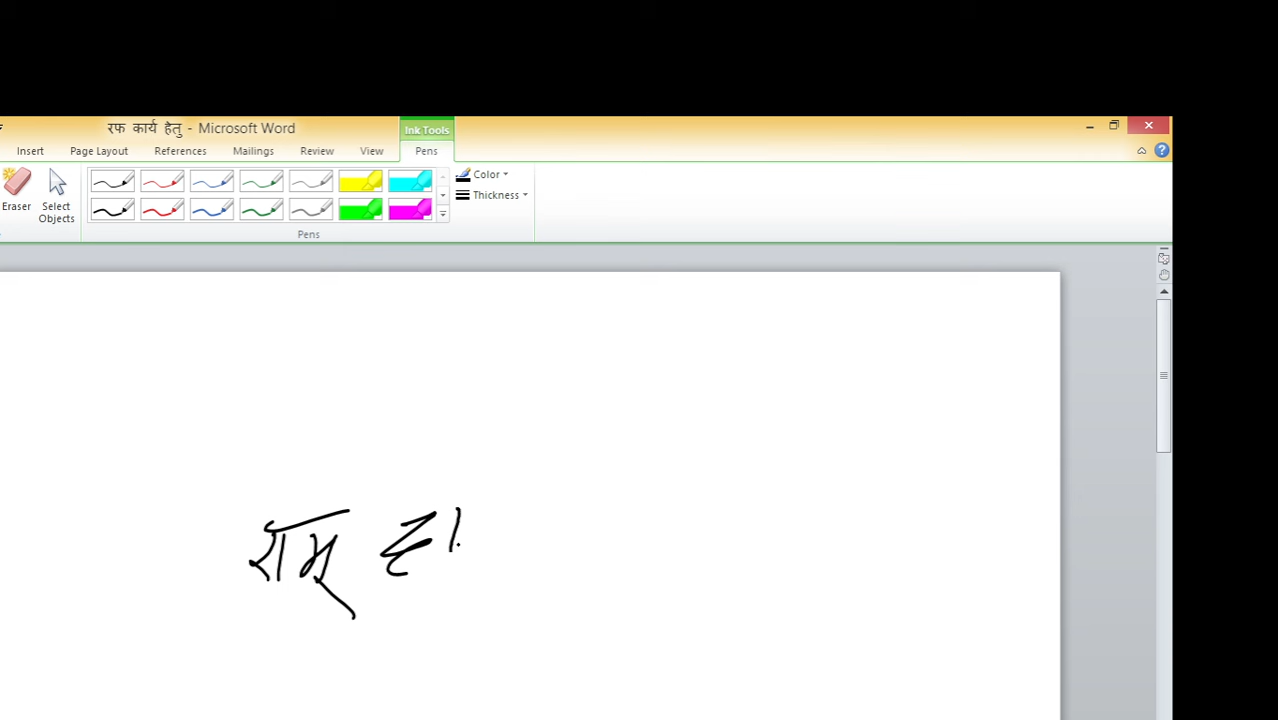 रफ कार्य हेतु - Microsoft Word
Ink Tools
Insert Page Layout References Mailings Review View Pens
Eraser
Select Objects
Color
Thickness
Pens
राम् ह।